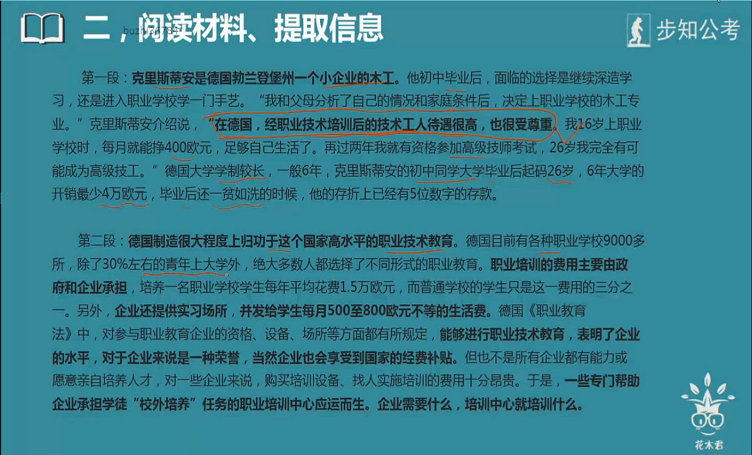 二，阅读材料、提取信息
步知公考
第一段：克里斯蒂安是德国勃兰登堡州一个小企业的木工。他初中毕业后，面临的选择是继续深造学
习，还是进入职业学校学一门手艺。“我和父母分析了自己的情况和家庭条件后，决定上职业学校的木工专
业。”克里斯蒂安介绍说，“在德国，经职业技术培训后的技术工人待遇很高，也很受尊重。我16岁上职业
学校时，每月就能挣400欧元，足够自己生活了。再过两年我就有资格参加高级技师考试，26岁我完全有可
能成为高级技工。”德国大学学制较长，一般6年，克里斯蒂安的初中同学大学毕业后起码26岁，6年大学的
开销最少4万欧元，毕业后还一贫如洗的时候，他的存折上已经有5位数字的存款。
第二段：德国制造很大程度上归功于这个国家高水平的职业技术教育。德国目前有各种职业学校9000多
所，除了30%左右的青年上大学外，绝大多数人都选择了不同形式的职业教育。职业培训的费用主要由政
府和企业承担，培养一名职业学校学生每年平均花费1.5万欧元，而普通学校的学生只是这一费用的三分之
一。另外，企业还提供实习场所，并发给学生每月500至800欧元不等的生活费。德国《职业教育
法》中，对参与职业教育企业的资格、设备、场所等方面都有所规定，能够进行职业技术教育，表明了企业
的水平，对于企业来说是一种荣誉，当然企业也会享受到国家的经费补贴。但也不是所有企业都有能力或
愿意亲自培养人才，对一些企业来说，购买培训设备、找人实施培训的费用十分昂贵。于是，一些专门帮助
企业承担学徒“校外培养”任务的职业培训中心应运而生。企业需要什么，培训中心就培训什么。
花木君